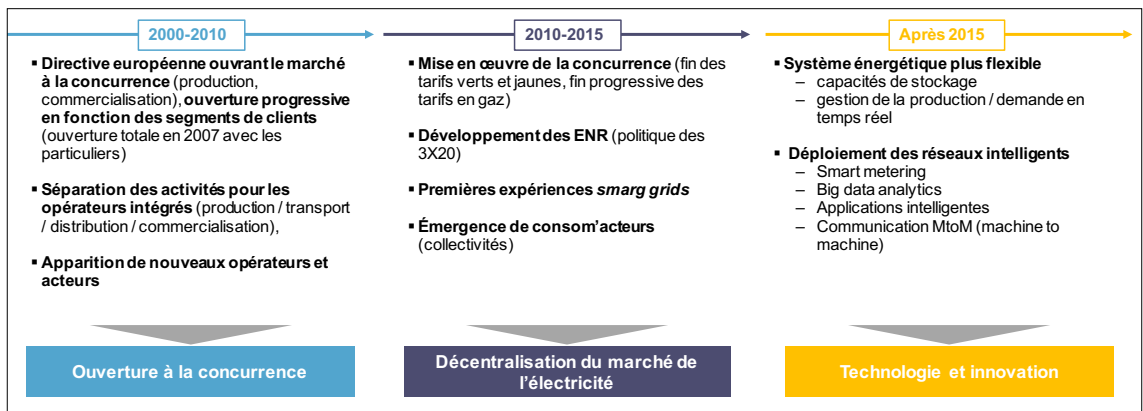 2000-2010
▪ Directive européenne ouvrant le marché
à la concurrence (production,
commercialisation), ouverture progressive
en fonction des segments de clients
(ouverture totale en 2007 avec les
particuliers)
▪ Séparation des activités pour les
opérateurs intégrés (production / transport
/ distribution / commercialisation),
▪ Apparition de nouveaux opérateurs et
acteurs
Ouverture à la concurrence
2010-2015
▪ Mise en œuvre de la concurrence (fin des
tarifs verts et jaunes, fin progressive des
tarifs en gaz)
▪ Développement des ENR (politique des
3X20)
▪ Premières expériences smarg grids
▪ Émergence de consom’acteurs
(collectivités)
Décentralisation du marché de
l’électricité
Après 2015
▪ Système énergétique plus flexible
– capacités de stockage
– gestion de la production / demande en
temps réel
▪ Déploiement des réseaux intelligents
– Smart metering
– Big data analytics
– Applications intelligentes
– Communication MtoM (machine to
machine)
Technologie et innovation